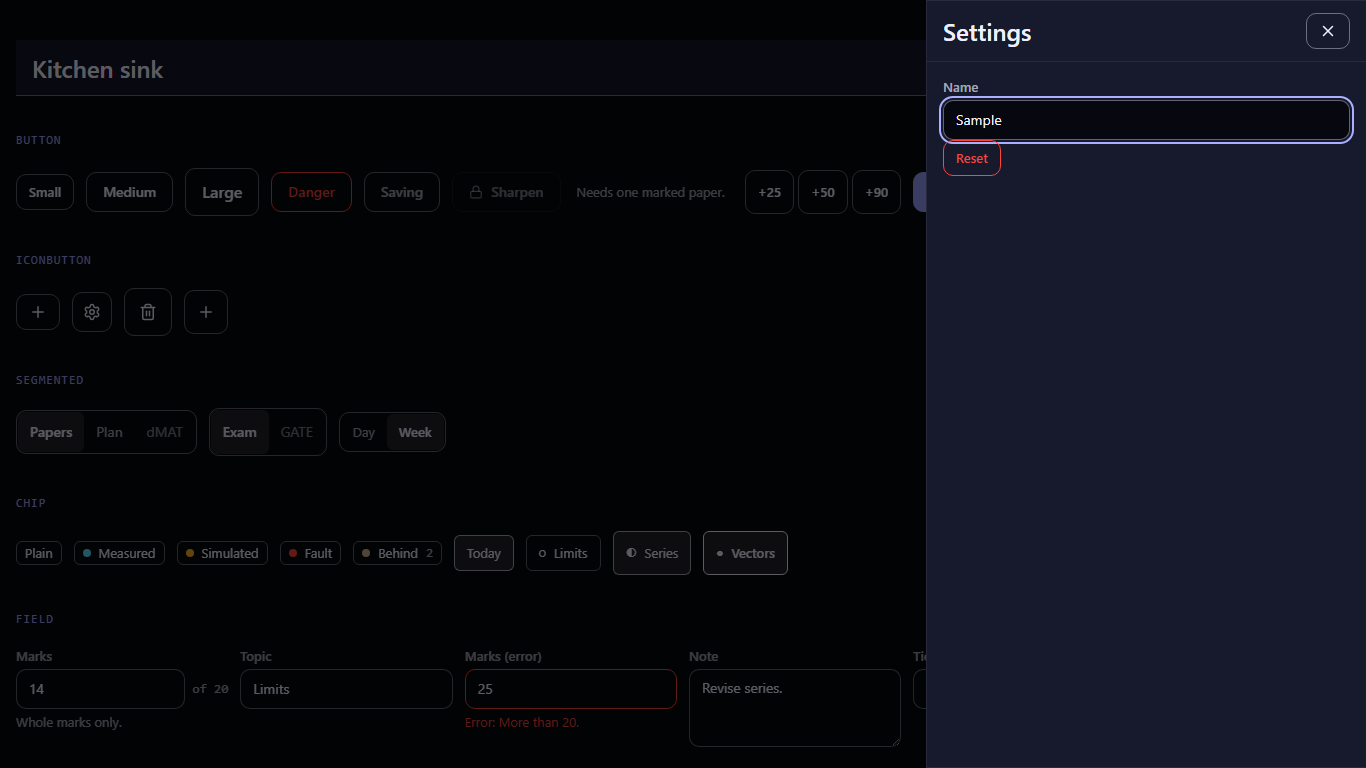 Settings
Kitchen sink
Name
Sample
Reset
BUTTON
Small Medium Large Danger Saving Sharpen Needs one marked paper. +25 +50 +90
ICONBUTTON
SEGMENTED
Papers Plan dMAT Exam GATE Day Week
CHIP
Plain Measured Simulated Fault Behind 2 Today Limits Series Vectors
FIELD
Marks Topic Marks (error) Note
14 of 20 Limits 25 Revise series.
Whole marks only. Error: More than 20.